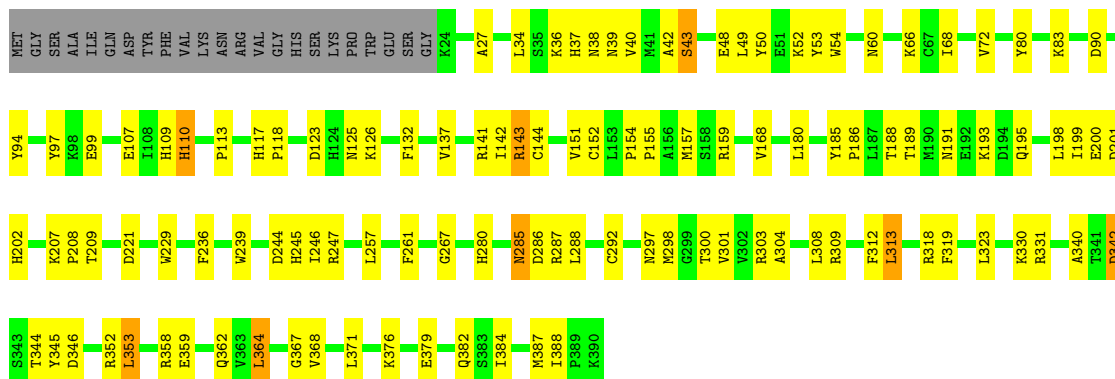 MET GLY SER ALA ILE GLN ASP TYR PHE VAL LYS ASN ARG VAL GLY HIS SER LYS PRO TRP GLU SER GLY K24 A27 L34 S35 K36 H37 N38 N39 V40 M41 A42 S43 E48 L49 Y50 E51 K52 Y53 W54 N60 K66 C67 I68 V72 Y80 K83 D90
Y94 Y97 K98 E99 E107 I108 H109 H110 P113 H117 P118 D123 H124 N125 K126 F132 V137 R141 I142 R143 C144 V151 C152 L153 P154 P155 A156 M157 S158 R159 V168 L180 Y185 P186 L187 T188 T189 M190 N191 E192 K193 D194 Q195 L198 I199 E200 D201
H202 K207 P208 T209 D221 W229 F236 W239 D244 H245 I246 R247 L257 F261 G267 H280 N285 D286 R287 L288 C292 N297 M298 G299 T300 V301 V302 R303 A304 L308 R309 F312 L313 R318 F319 L323 K330 R331 A340 T341 D342
S343 T344 Y345 D346 R352 L353 R358 E359 Q362 V363 L364 G367 V368 L371 K376 E379 Q382 S383 I384 M387 I388 P389 K390